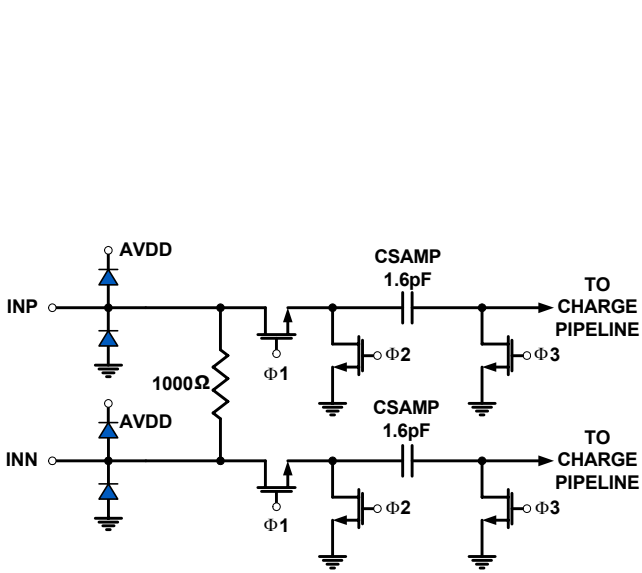 AVDD
CSAMP
1.6pF
TO
CHARGE
PIPELINE
INP
Φ1
Φ2
Φ3
1000Ω
AVDD
CSAMP
1.6pF
TO
CHARGE
PIPELINE
INN
Φ1
Φ2
Φ3